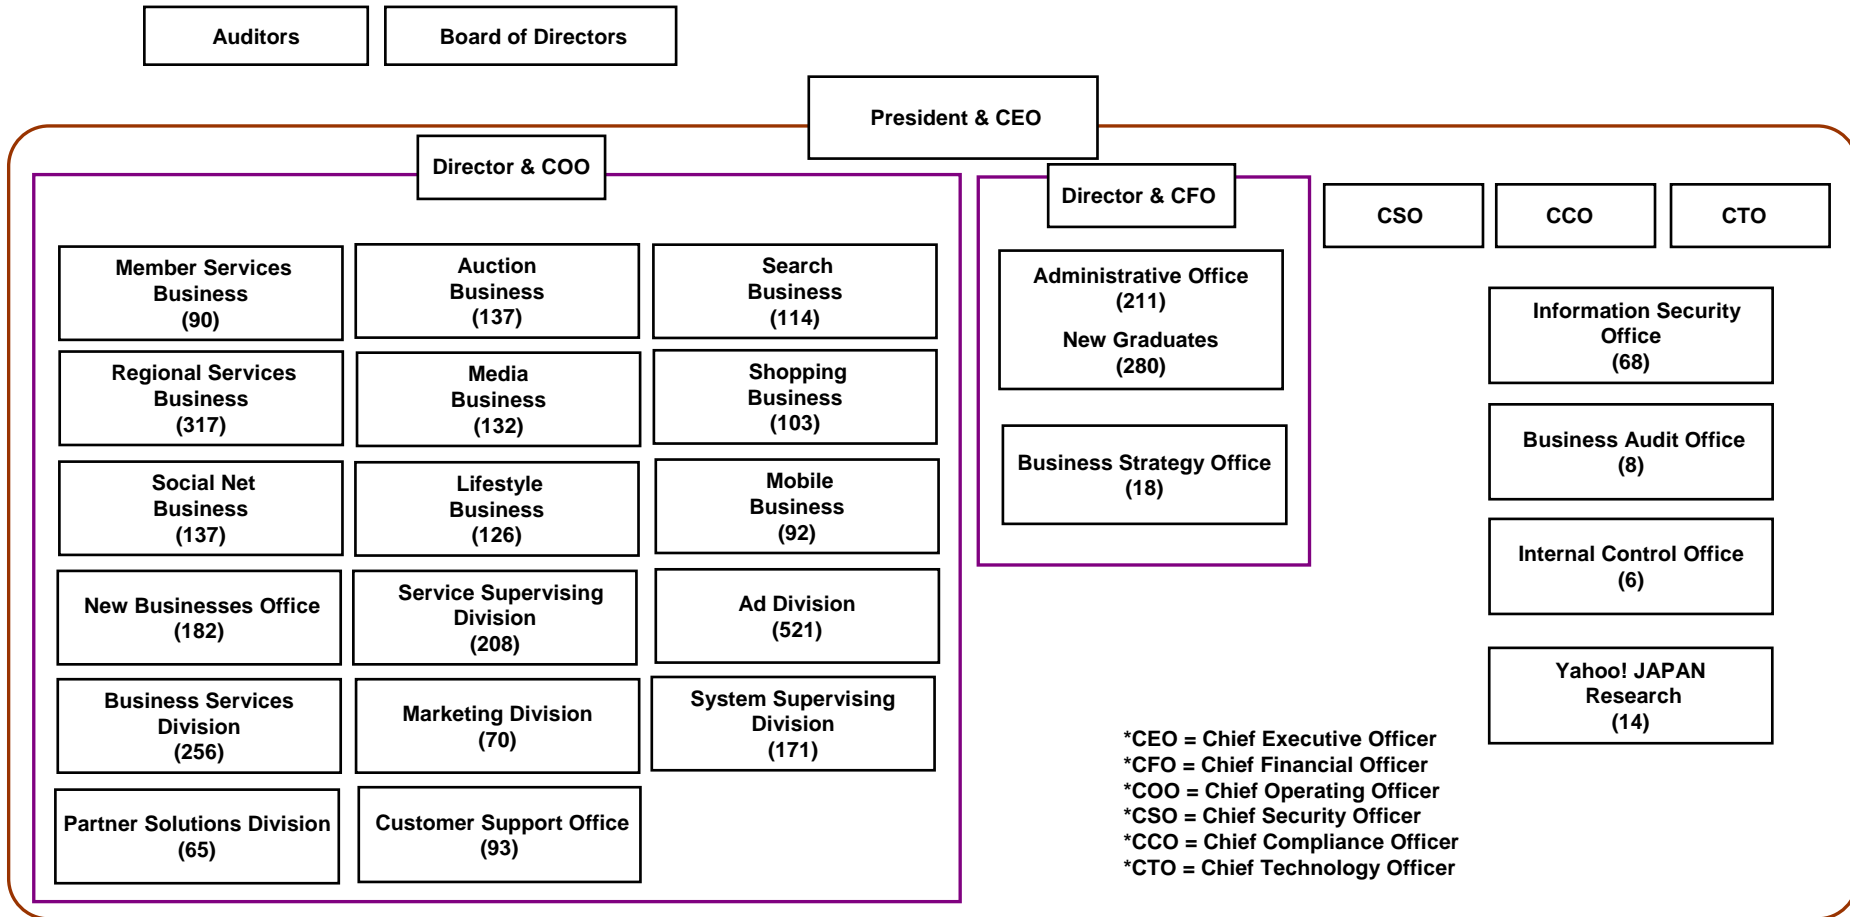 Auditors
Board of Directors
President & CEO
Director & COO
Director & CFO
CSO
CCO
CTO
Member Services
Business
(90)
Auction
Business
(137)
Search
Business
(114)
Regional Services
Business
(317)
Media
Business
(132)
Shopping
Business
(103)
Social Net
Business
(137)
Lifestyle
Business
(126)
Mobile
Business
(92)
New Businesses Office
(182)
Service Supervising
Division
(208)
Ad Division
(521)
Business Services
Division
(256)
Marketing Division
(70)
System Supervising
Division
(171)
Partner Solutions Division
(65)
Customer Support Office
(93)
Administrative Office
(211)
New Graduates
(280)
Business Strategy Office
(18)
Information Security
Office
(68)
Business Audit Office
(8)
Internal Control Office
(6)
Yahoo! JAPAN
Research
(14)
*CEO = Chief Executive Officer
*CFO = Chief Financial Officer
*COO = Chief Operating Officer
*CSO = Chief Security Officer
*CCO = Chief Compliance Officer
*CTO = Chief Technology Officer